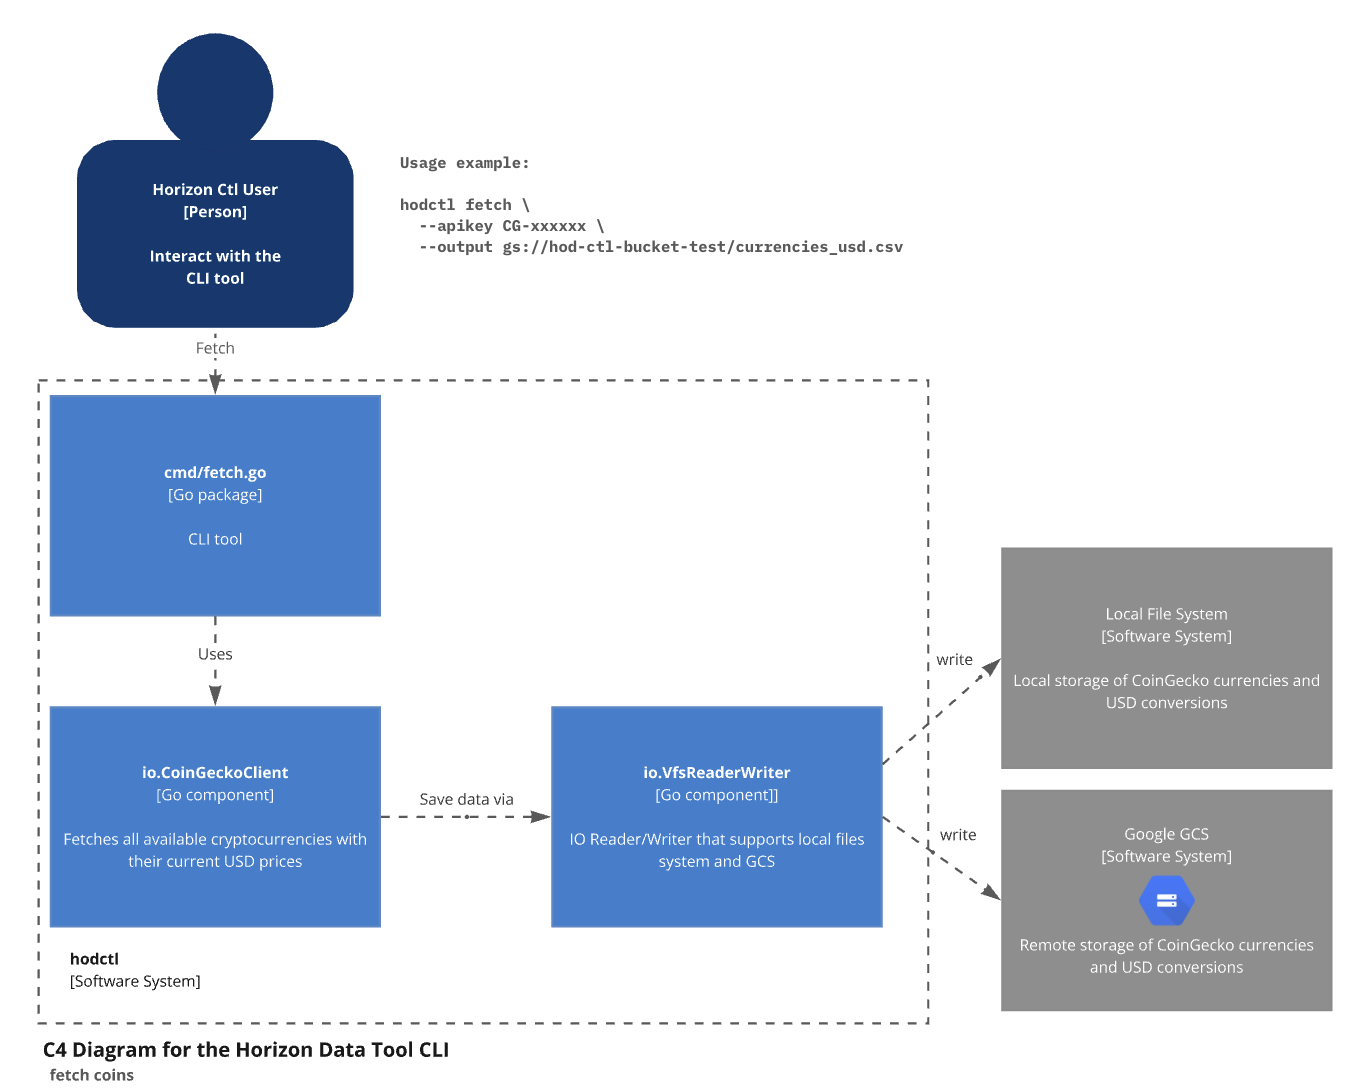 Horizon Ctl User
[Person]
Interact with the
CLI tool
Usage example:
hodctl fetch \
--apikey CG-xxxxxx \
--output gs://hod-ctl-bucket-test/currencies_usd.csv
Fetch
cmd/fetch.go
[Go package]
CLI tool
Uses
io.CoinGeckoClient
[Go component]
Fetches all available cryptocurrencies with
their current USD prices
Save data via
io.VfsReaderWriter
[Go component]]
IO Reader/Writer that supports local files
system and GCS
write
Local File System
[Software System]
Local storage of CoinGecko currencies and
USD conversions
write
Google GCS
[Software System]
Remote storage of CoinGecko currencies
and USD conversions
hodctl
[Software System]
C4 Diagram for the Horizon Data Tool CLI
fetch coins